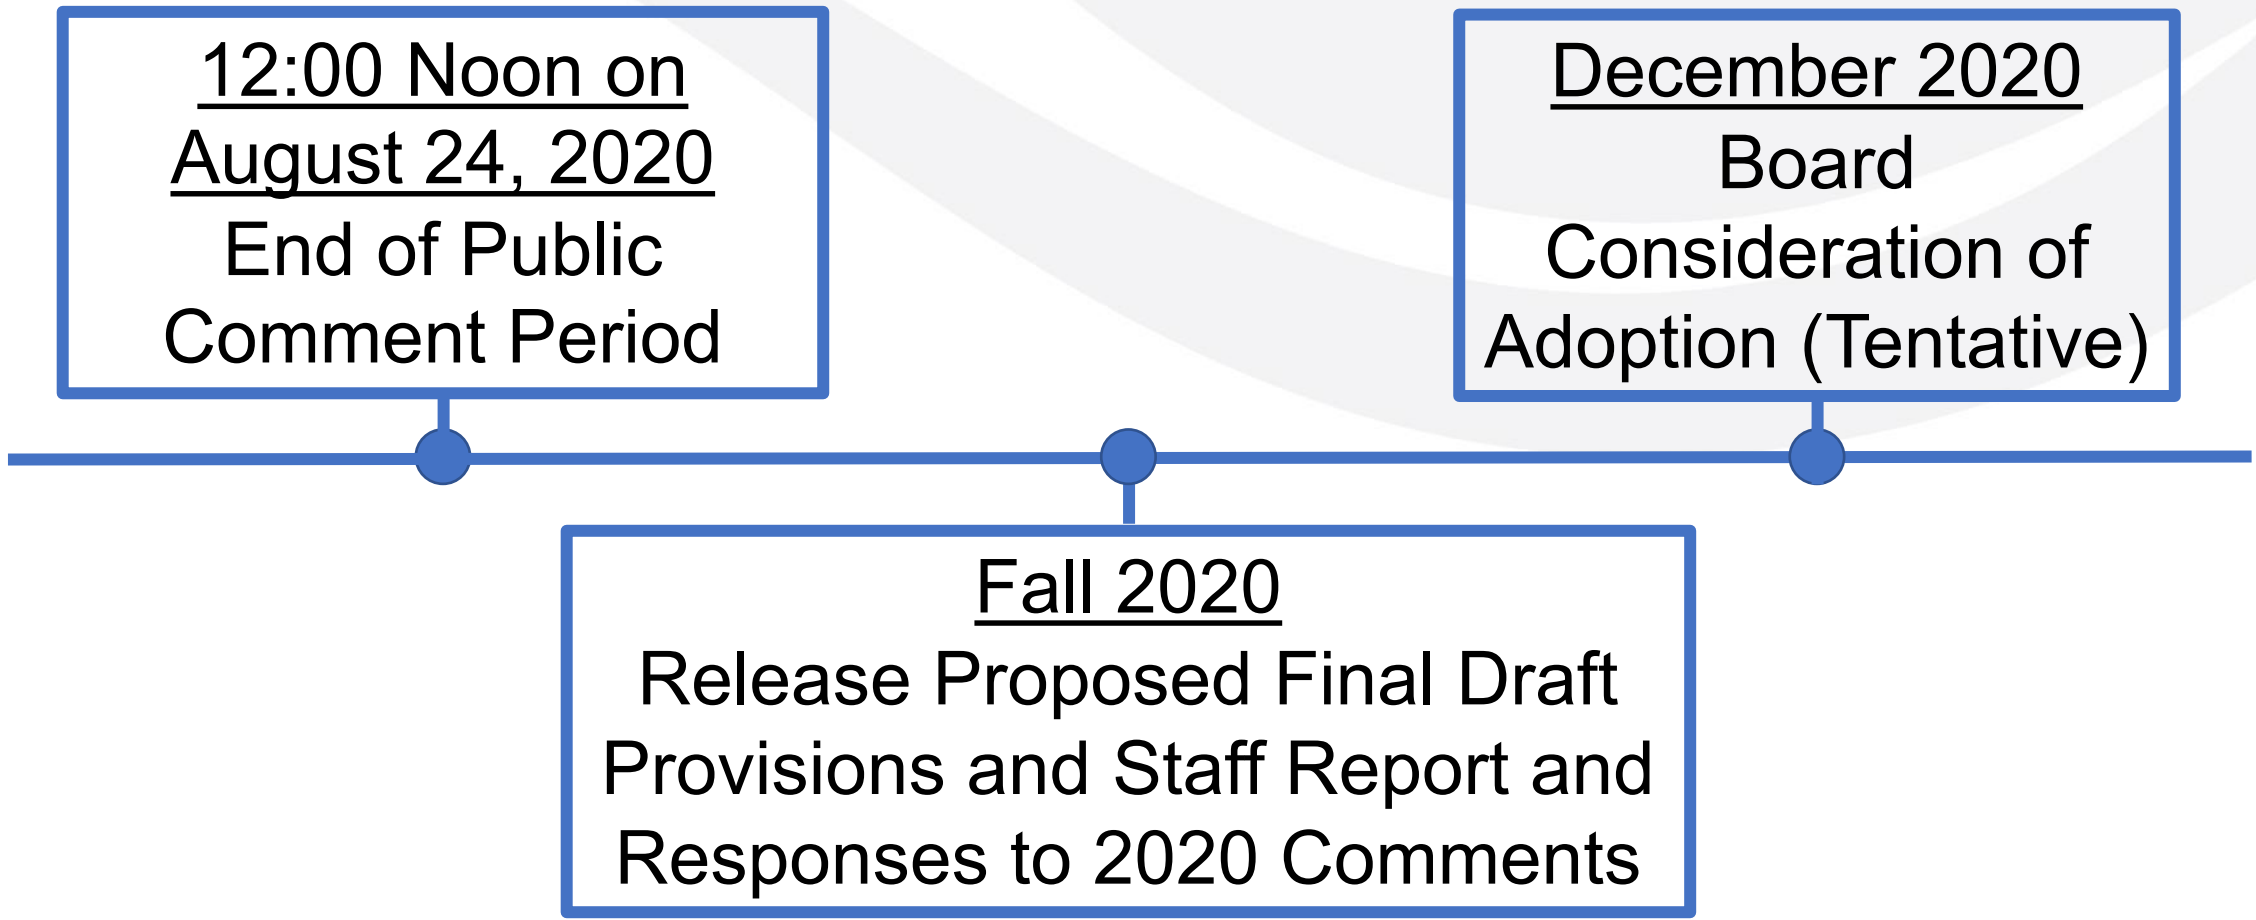 12:00 Noon on
August 24, 2020
End of Public
Comment Period
Fall 2020
Release Proposed Final Draft
Provisions and Staff Report and
Responses to 2020 Comments
December 2020
Board
Consideration of
Adoption (Tentative)